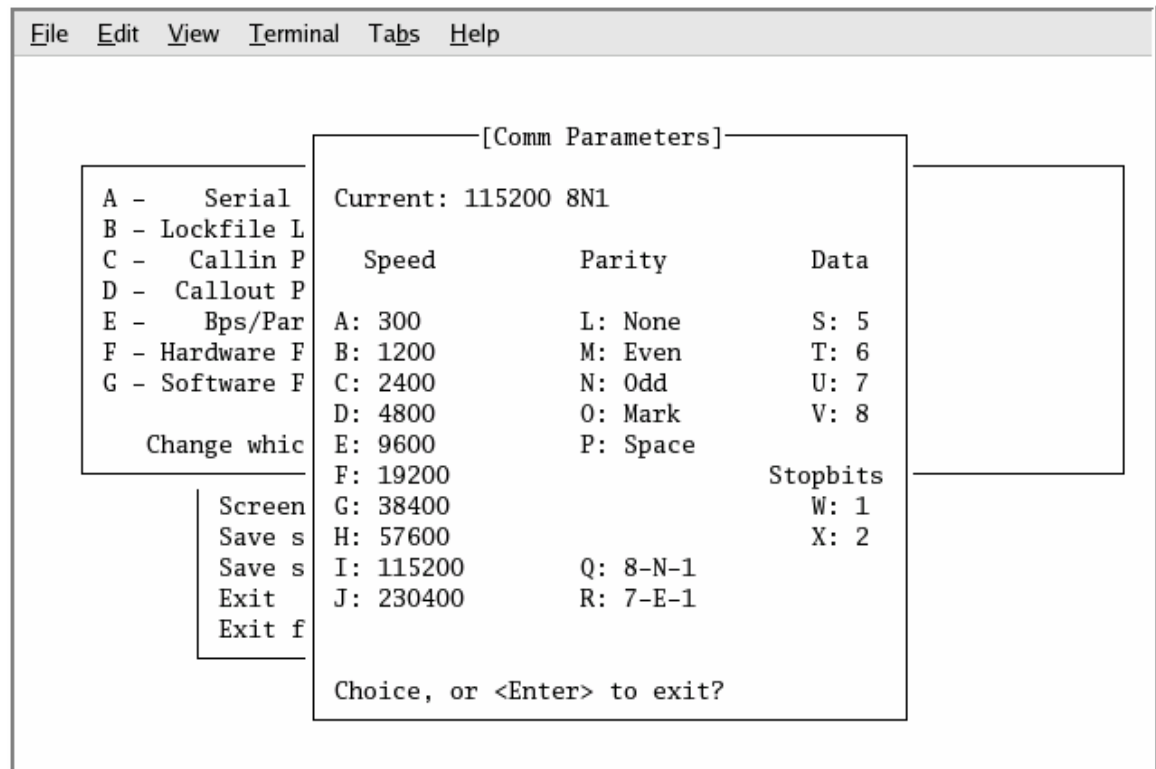 File Edit View Terminal Tabs Help
[Comm Parameters]
A - Serial
B - Lockfile L
C - Callin P
D - Callout P
E - Bps/Par
F - Hardware F
G - Software F
Change whic
Screen
Save s
Save s
Exit
Exit f
Current: 115200 8N1
Speed Parity Data
A: 300 L: None S: 5
B: 1200 M: Even T: 6
C: 2400 N: Odd U: 7
D: 4800 O: Mark V: 8
E: 9600 P: Space
F: 19200 Stopbits
G: 38400 W: 1
H: 57600 X: 2
I: 115200 Q: 8-N-1
J: 230400 R: 7-E-1
Choice, or <Enter> to exit?